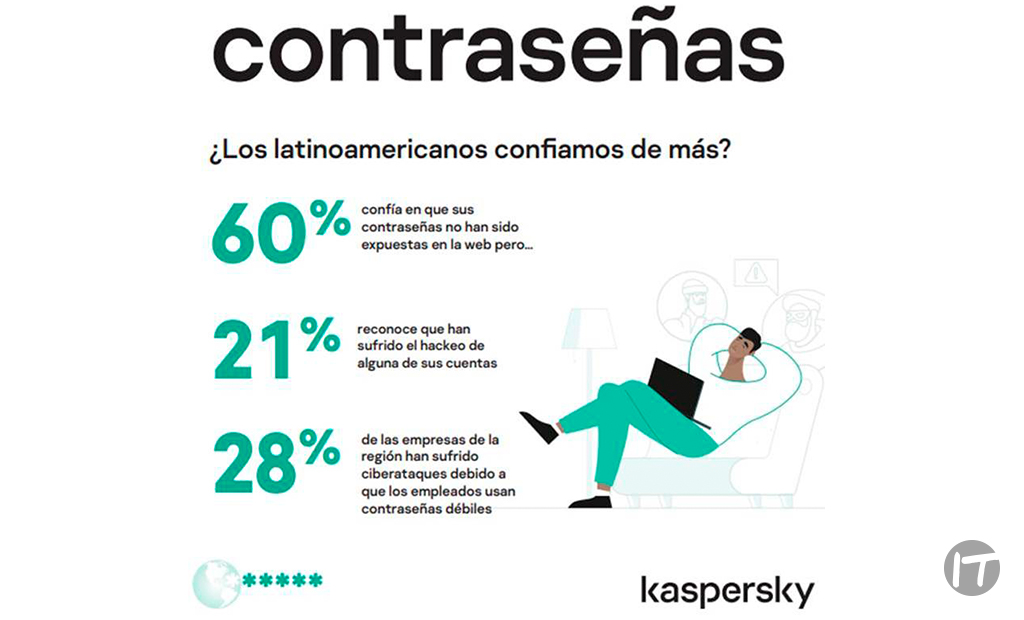 contraseñas
¿Los latinoamericanos confiamos de más?
60%
confía en que sus
contraseñas no han sido
expuestas en la web pero...
21%
reconoce que han
sufrido el hackeo de
alguna de sus cuentas
28%
de las empresas de la
región han sufrido
ciberataques debido a
que los empleados usan
contraseñas débiles
*****
kaspersky
IT